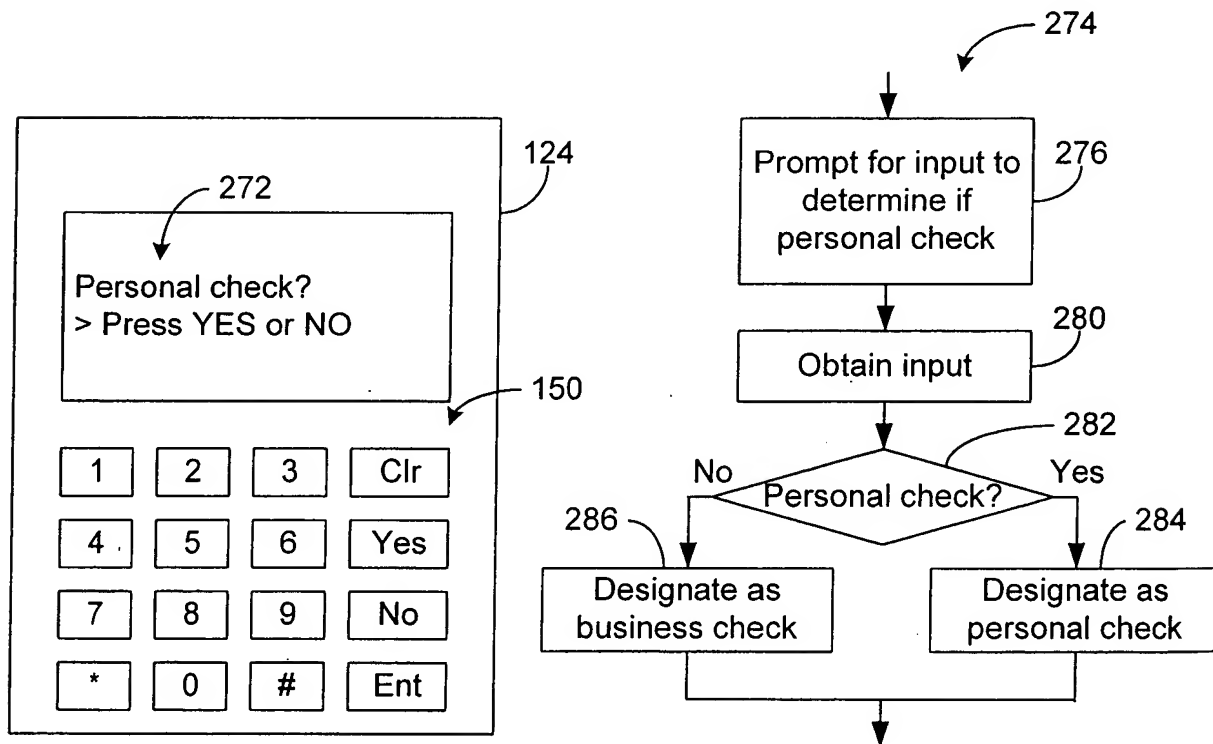 124
272
Personal check?
> Press YES or NO
150
1 2 3 Clr
4 5 6 Yes
7 8 9 No
* 0 # Ent
274
Prompt for input to
determine if
personal check
276
280
Obtain input
282
No
Yes
Personal check?
286
284
Designate as
business check
Designate as
personal check